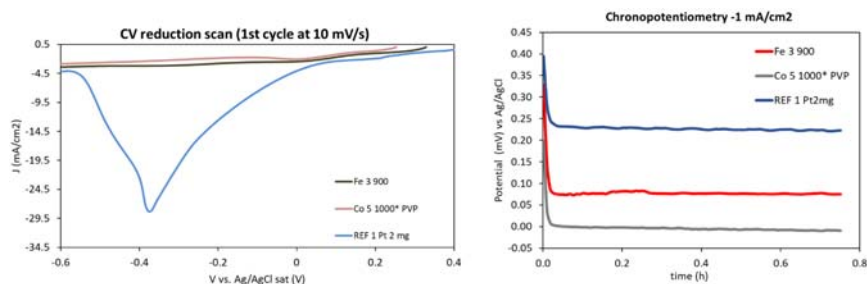 CV reduction scan (1st cycle at 10 mV/s)
0.5
-4.5
-9.5
-14.5
-19.5
-24.5
-29.5
-34.5
J (mA/cm2)
Fe 3 900
Co 5 1000* PVP
REF 1 Pt 2 mg
-0.6
-0.4
-0.2
0
0.2
0.4
V vs. Ag/AgCl sat (V)
Chronopotentiometry -1 mA/cm2
0.45
0.40
0.35
0.30
0.25
0.20
0.15
0.10
0.05
0.00
-0.05
Potential (mV) vs Ag/AgCl
Fe 3 900
Co 5 1000* PVP
REF 1 Pt2mg
0.0
0.2
0.4
0.6
0.8
time (h)